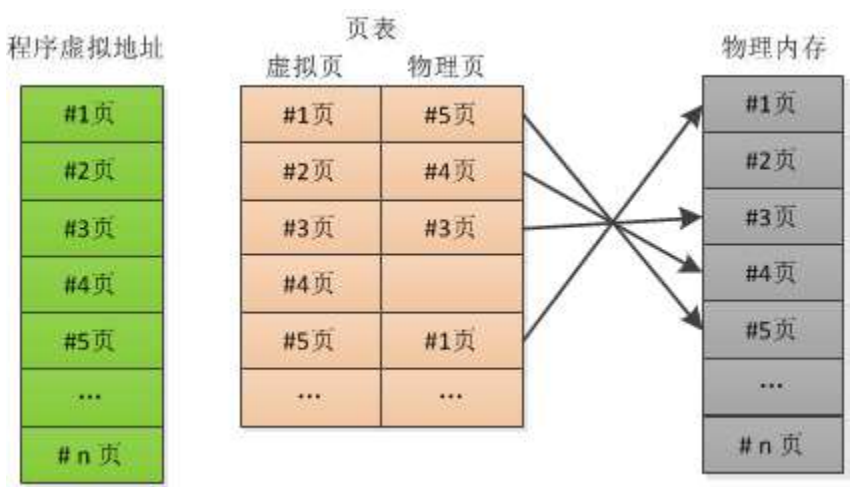 程序虚拟地址
#1页
#2页
#3页
#4页
#5页
...
# n 页
页表
虚拟页 物理页
#1页 #5页
#2页 #4页
#3页 #3页
#4页
#5页 #1页
... ...
物理内存
#1页
#2页
#3页
#4页
#5页
...
# n 页